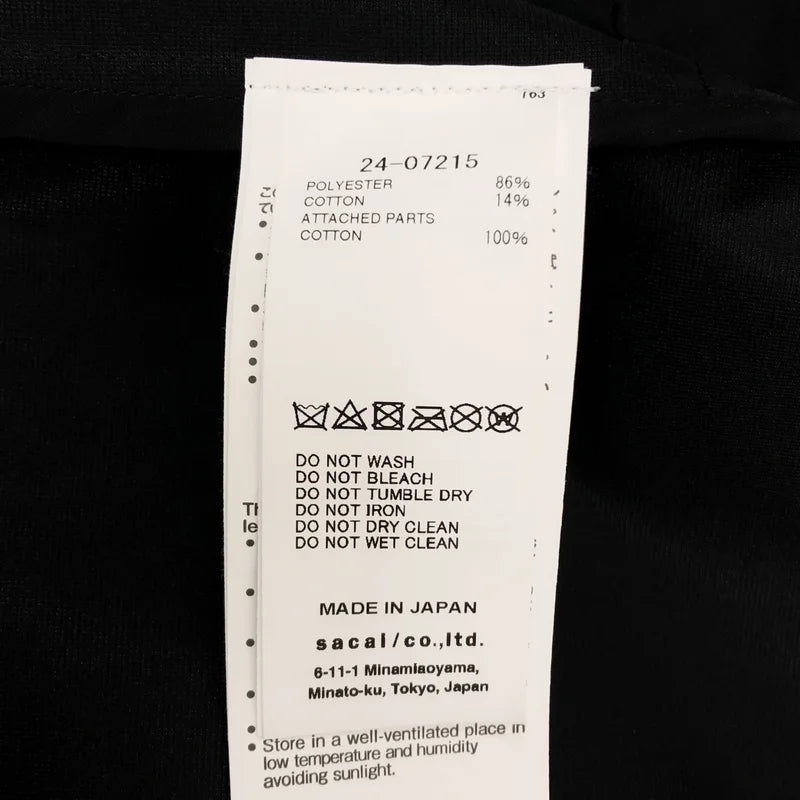 163
24-07215
POLYESTER 86%
COTTON 14%
ATTACHED PARTS
COTTON 100%
DO NOT WASH
DO NOT BLEACH
DO NOT TUMBLE DRY
DO NOT IRON
DO NOT DRY CLEAN
DO NOT WET CLEAN
MADE IN JAPAN
sacai/co.,ltd.
6-11-1 Minamiaoyama,
Minato-ku, Tokyo, Japan
• Store in a well-ventilated place in
low temperature and humidity
avoiding sunlight.